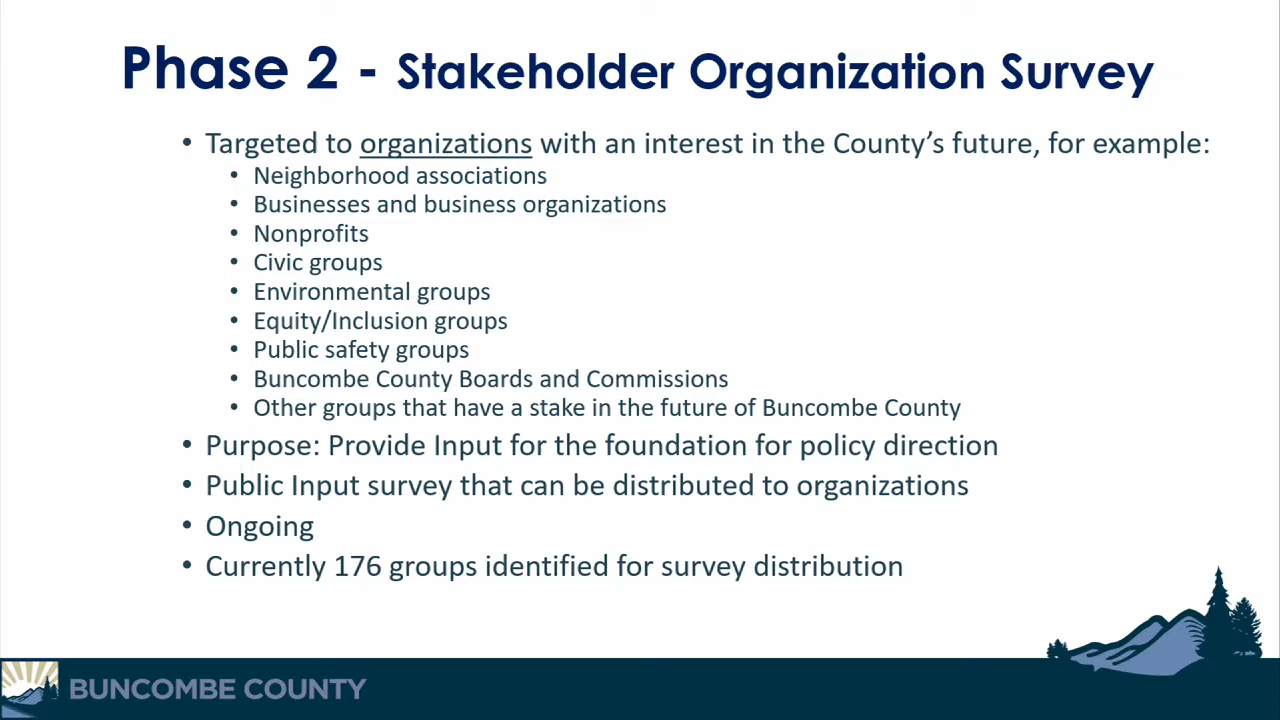 Phase 2 - Stakeholder Organization Survey
• Targeted to organizations with an interest in the County's future, for example:
• Neighborhood associations
• Businesses and business organizations
• Nonprofits
• Civic groups
• Environmental groups
• Equity/Inclusion groups
• Public safety groups
• Buncombe County Boards and Commissions
• Other groups that have a stake in the future of Buncombe County
• Purpose: Provide Input for the foundation for policy direction
• Public Input survey that can be distributed to organizations
• Ongoing
• Currently 176 groups identified for survey distribution
BUNCOMBE COUNTY